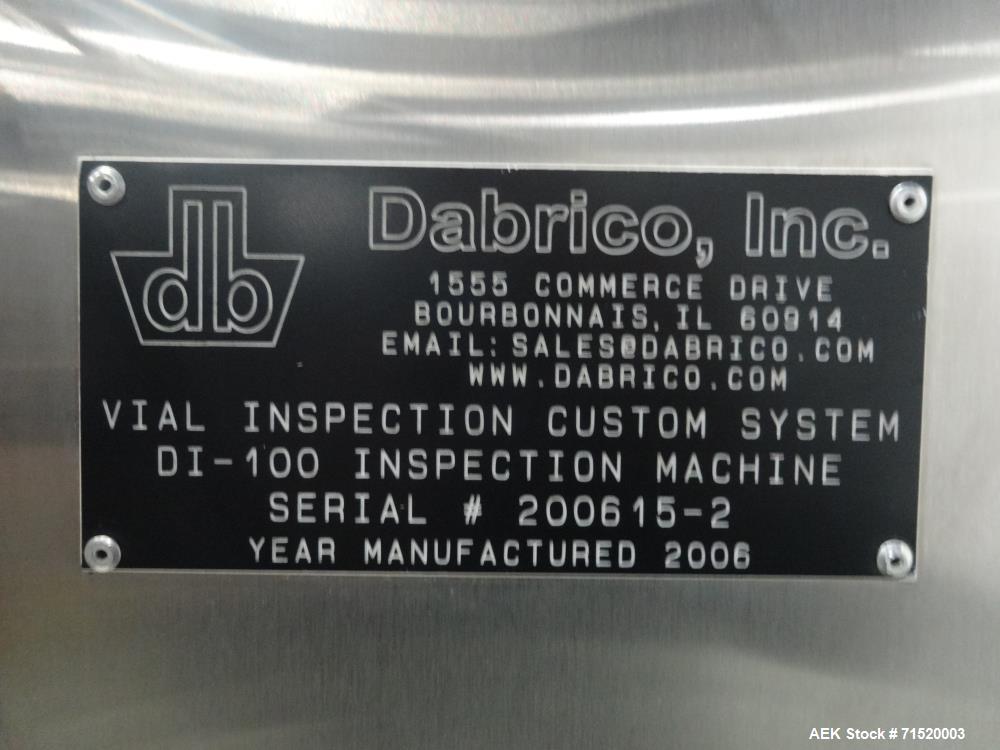 db
Dabrico, Inc.
1555 COMMERCE DRIVE
BOURBONNAIS, IL 60914
EMAIL: SALES@DABRICO.COM
WWW.DABRICO.COM
VIAL INSPECTION CUSTOM SYSTEM
DI-100 INSPECTION MACHINE
SERIAL # 200615-2
YEAR MANUFACTURED 2006
AEK Stock # 71520003